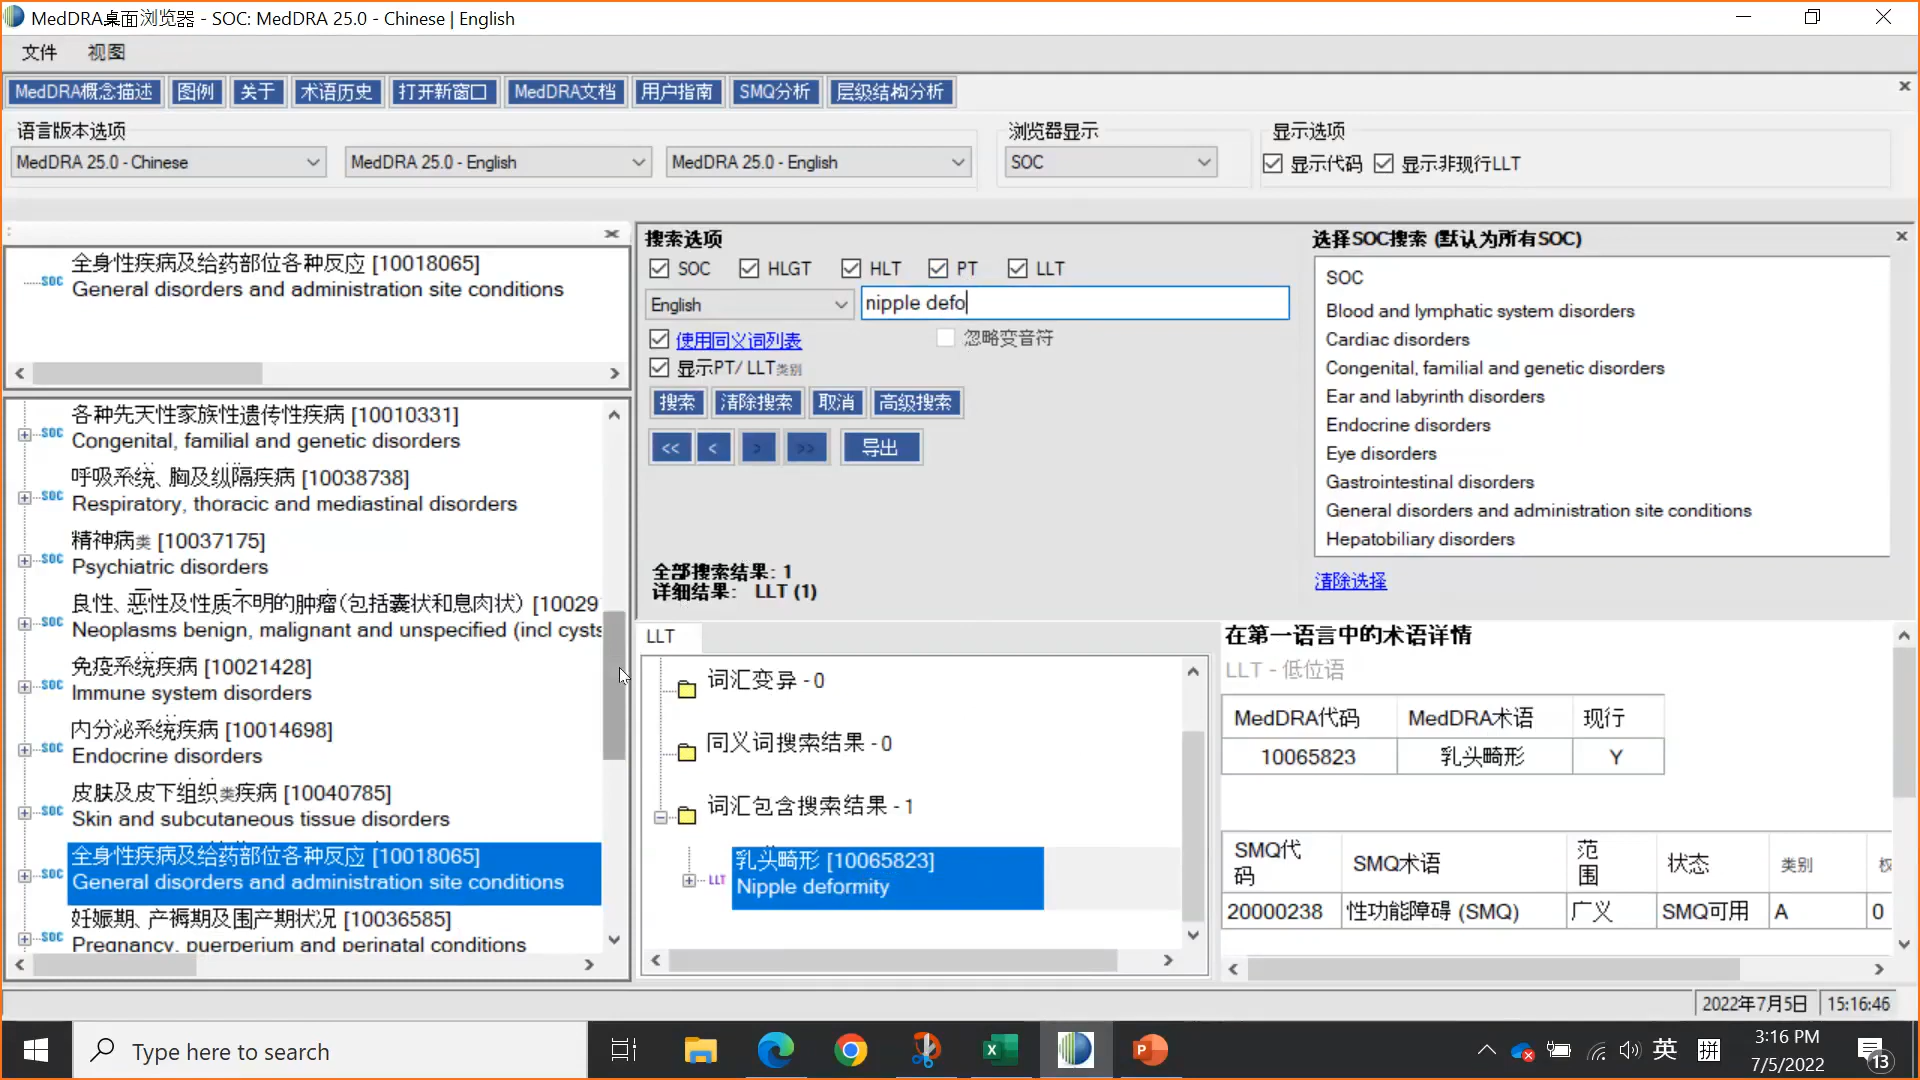 MedDRA桌面浏览器 - SOC: MedDRA 25.0 - Chinese | English
文件 视图
MedDRA概念描述 图例 关于 术语历史 打开新窗口 MedDRA文档 用户指南 SMQ分析 层级结构分析
语言版本选项 浏览器显示 显示选项
MedDRA 25.0 - Chinese MedDRA 25.0 - English MedDRA 25.0 - English SOC 显示代码 显示非现行LLT
SOC 全身性疾病及给药部位各种反应 [10018065]
General disorders and administration site conditions
各种先天性家族性遗传性疾病 [10010331]
SOC Congenital, familial and genetic disorders
呼吸系统、胸及纵隔疾病 [10038738]
SOC Respiratory, thoracic and mediastinal disorders
精神病类 [10037175]
SOC Psychiatric disorders
良性、恶性及性质不明的肿瘤(包括囊状和息肉状) [10029
SOC Neoplasms benign, malignant and unspecified (incl cysts
免疫系统疾病 [10021428]
SOC Immune system disorders
内分泌系统疾病 [10014698]
SOC Endocrine disorders
皮肤及皮下组织类疾病 [10040785]
SOC Skin and subcutaneous tissue disorders
全身性疾病及给药部位各种反应 [10018065]
SOC General disorders and administration site conditions
妊娠期、产褥期及围产期状况 [10036585]
SOC Pregnancy, puerperium and perinatal conditions
搜索选项
SOC HLGT HLT PT LLT
English nipple defo
使用同义词列表 忽略变音符
显示PT/ LLT类别
搜索 清除搜索 取消 高级搜索
<< < > >> 导出
全部搜索结果: 1
详细结果: LLT (1)
选择SOC搜索 (默认为所有SOC)
SOC
Blood and lymphatic system disorders
Cardiac disorders
Congenital, familial and genetic disorders
Ear and labyrinth disorders
Endocrine disorders
Eye disorders
Gastrointestinal disorders
General disorders and administration site conditions
Hepatobiliary disorders
清除选择
LLT
词汇变异 - 0
同义词搜索结果 - 0
词汇包含搜索结果 - 1
乳头畸形 [10065823]
LLT Nipple deformity
在第一语言中的术语详情
LLT - 低位语
MedDRA代码 MedDRA术语 现行
10065823 乳头畸形 Y
SMQ代码 SMQ术语 范围 状态 类别 权
20000238 性功能障碍 (SMQ) 广义 SMQ可用 A 0
2022年7月5日 15:16:46
Type here to search
英 拼 3:16 PM
7/5/2022 13